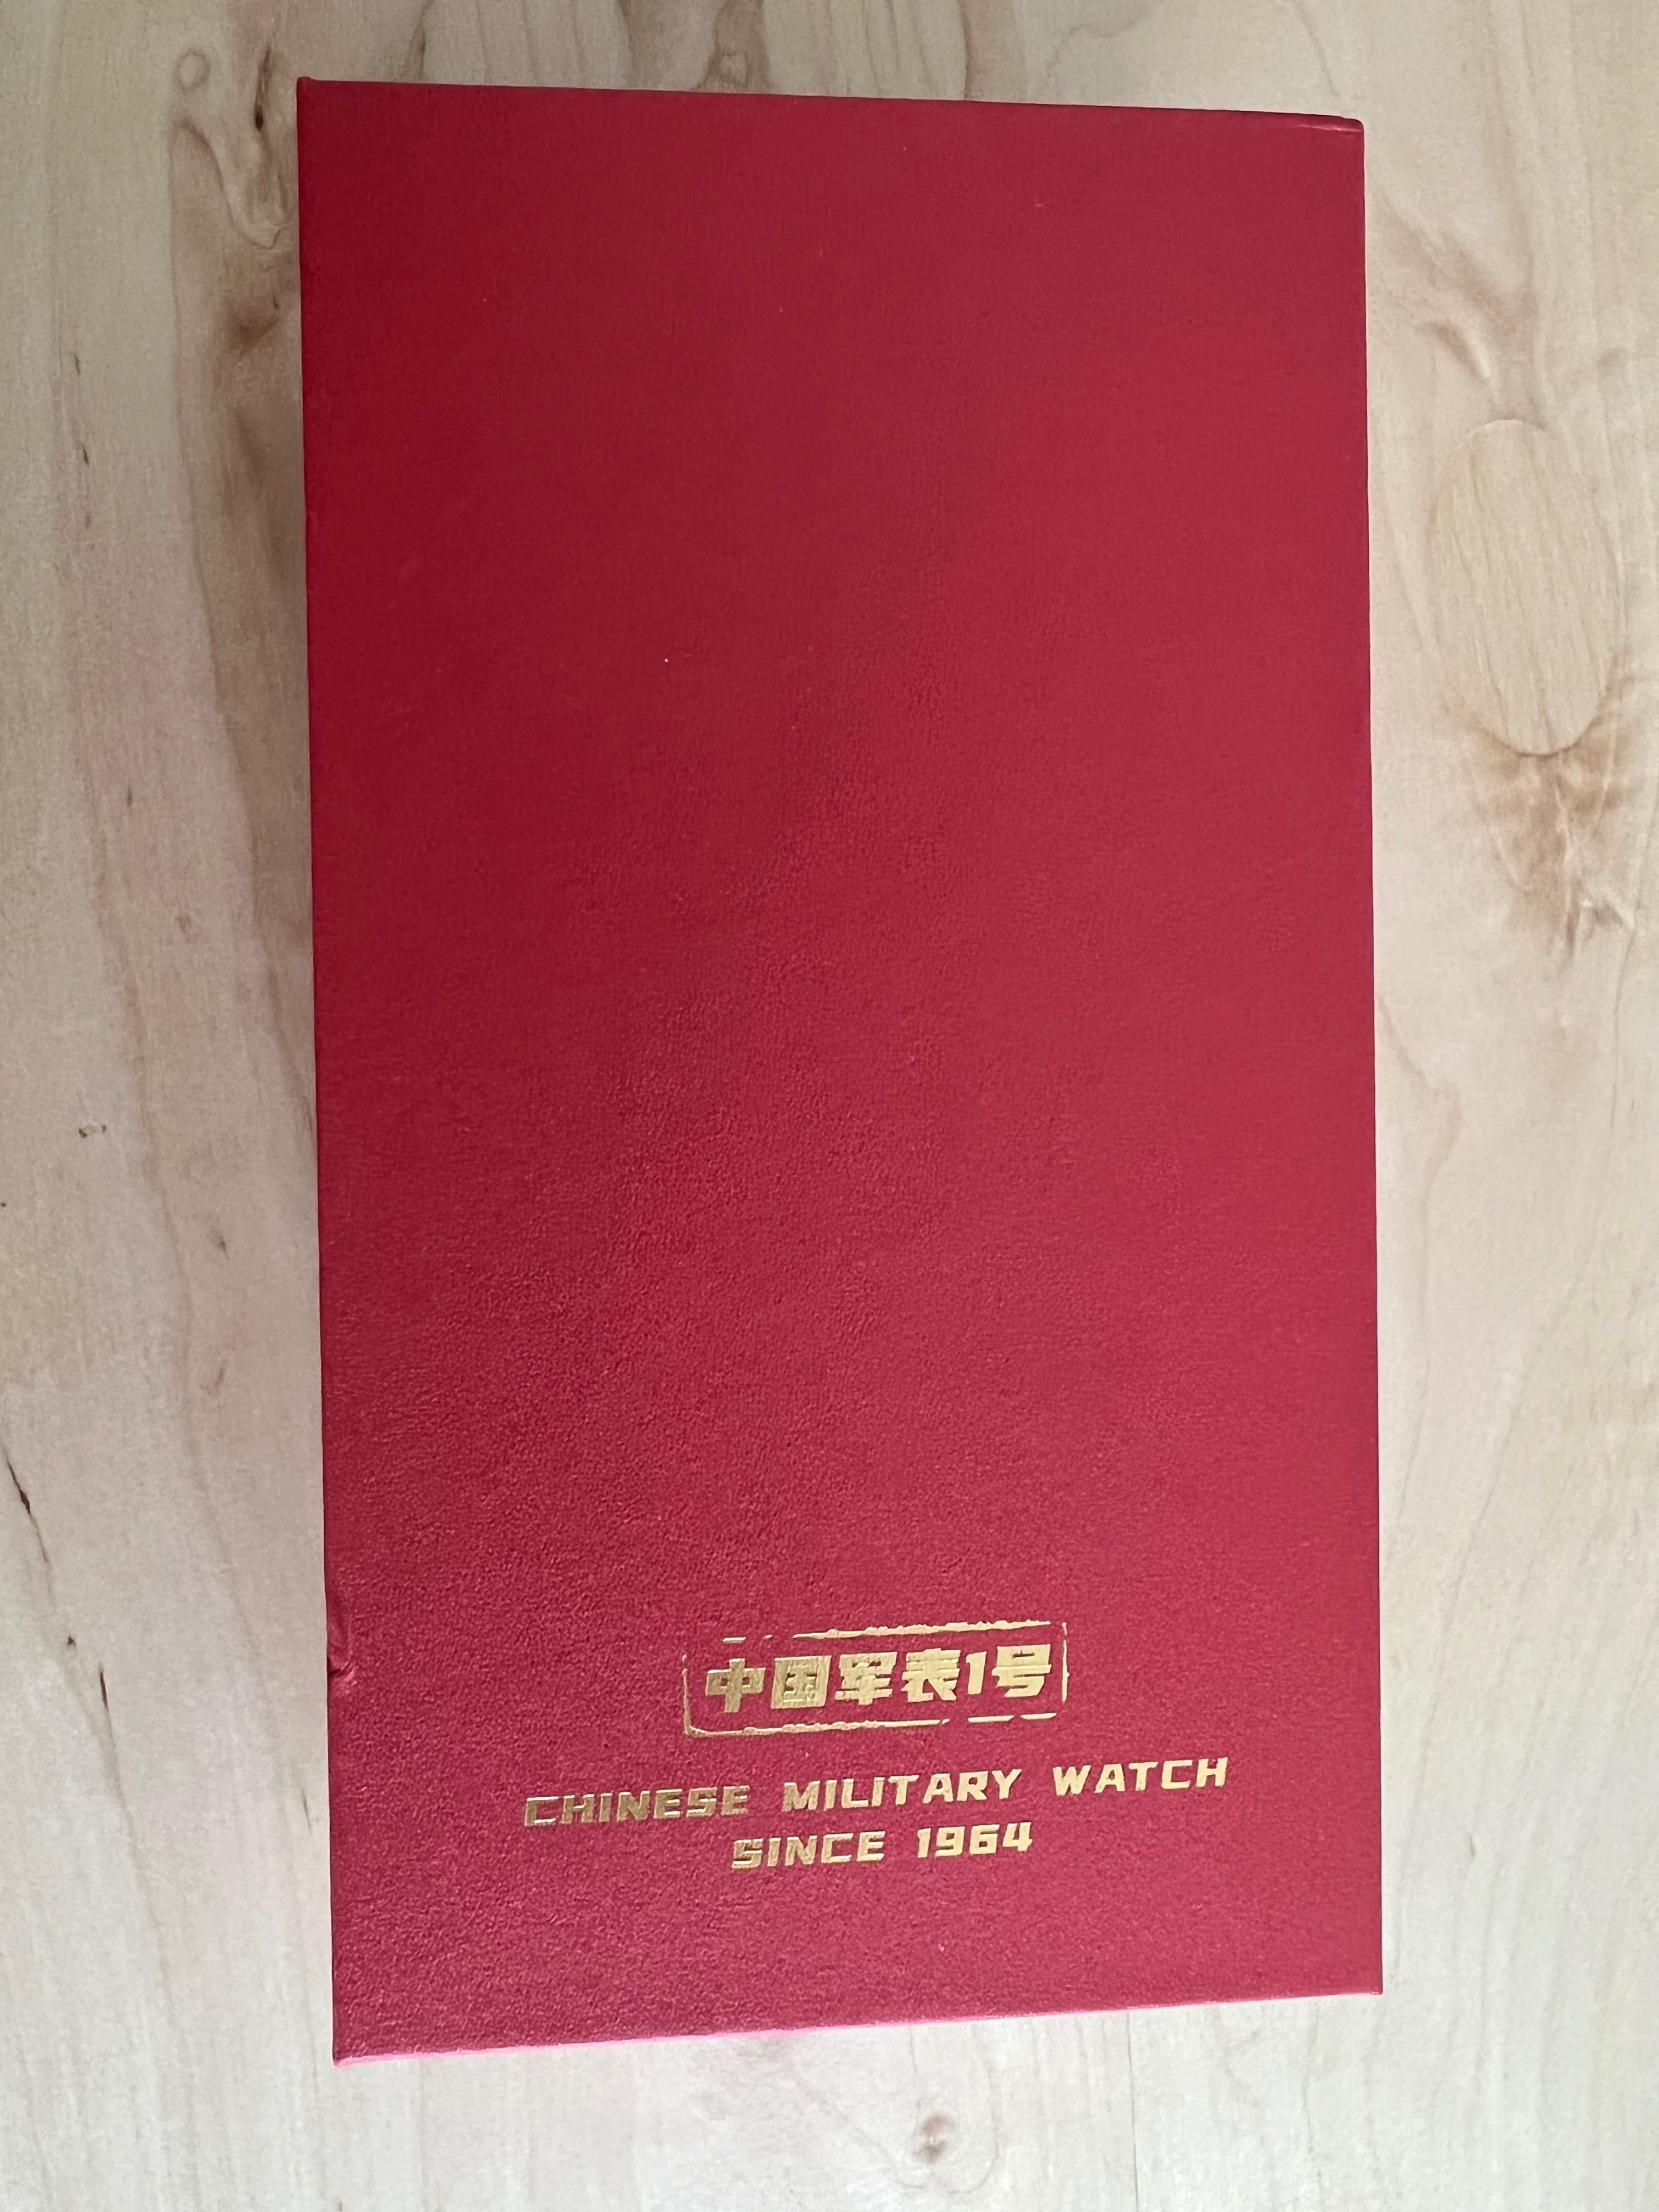 中国军表1号
CHINESE MILITARY WATCH
SINCE 1964